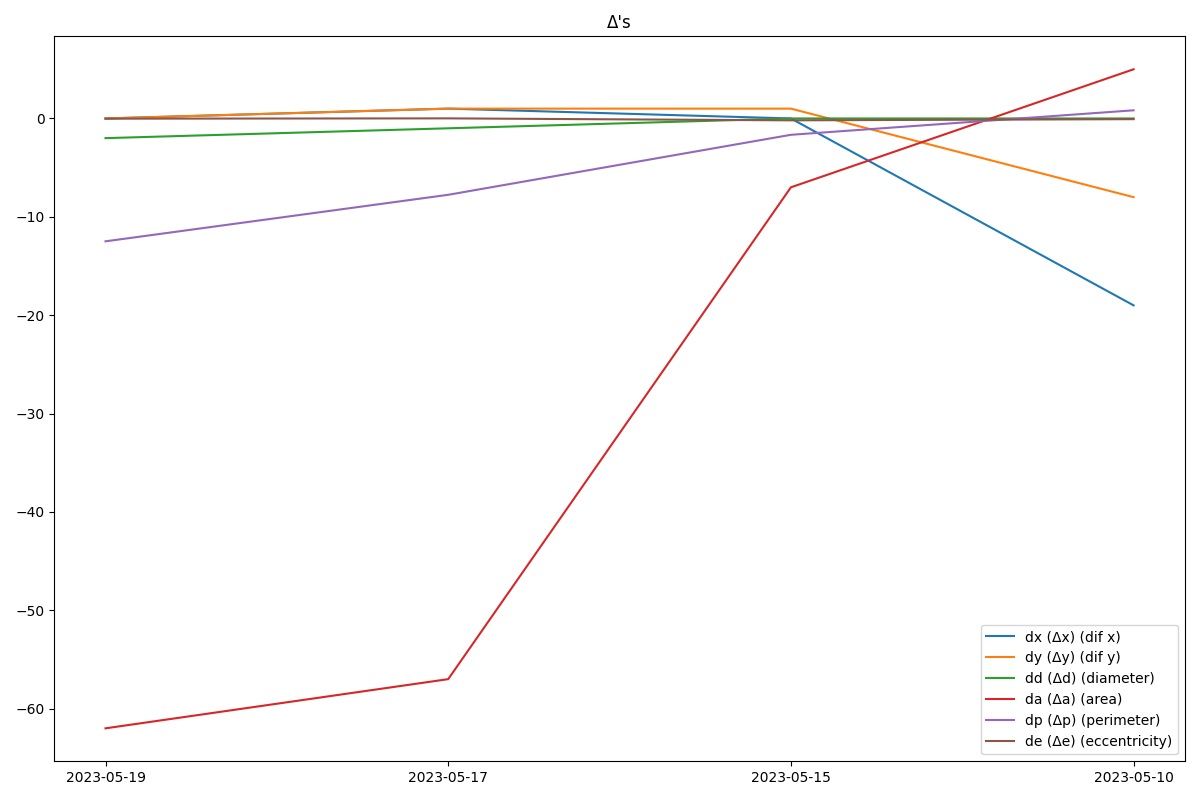 Δ's
0
−10
−20
−30
−40
−50
−60
2023-05-19
2023-05-17
2023-05-15
2023-05-10
dx (Δx) (dif x)
dy (Δy) (dif y)
dd (Δd) (diameter)
da (Δa) (area)
dp (Δp) (perimeter)
de (Δe) (eccentricity)